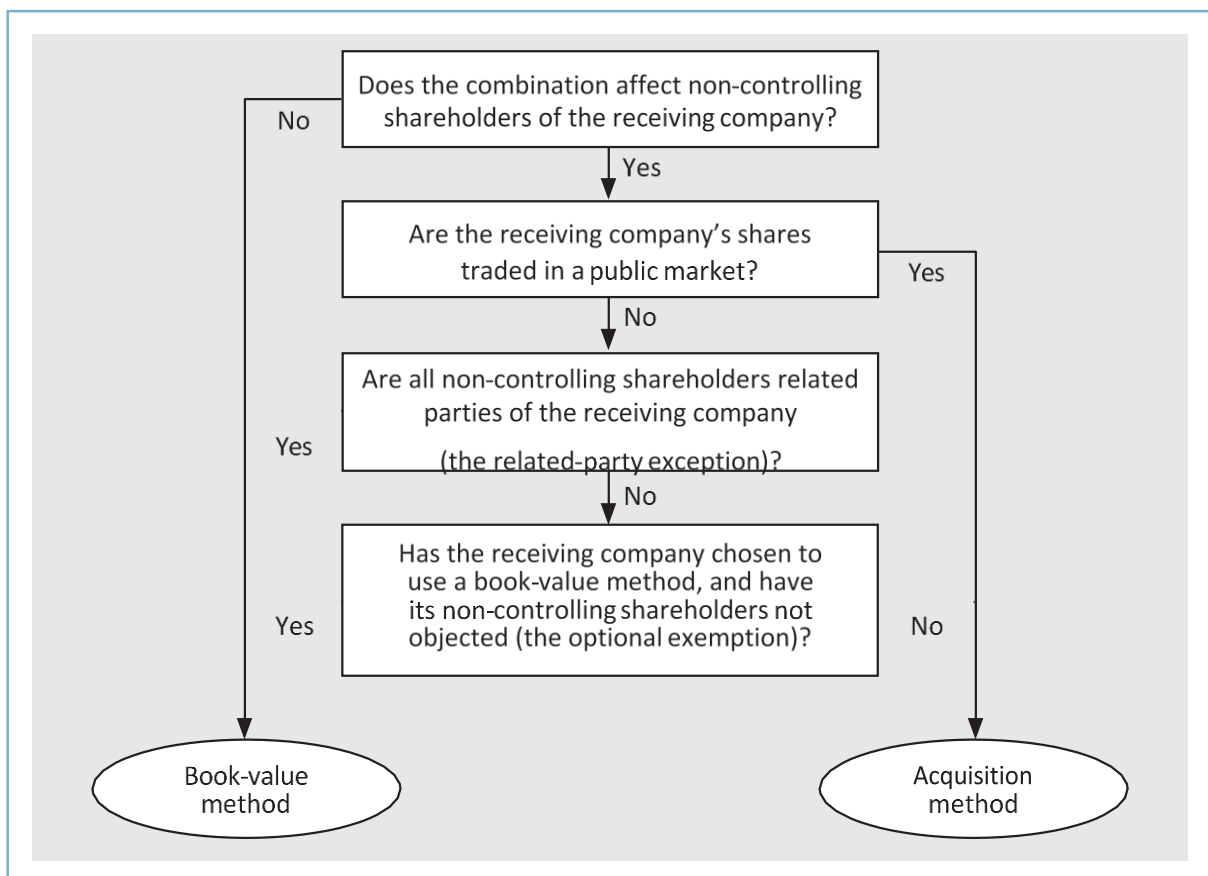 Does the combination affect non-controlling
shareholders of the receiving company?
No
Yes
Are the receiving company’s shares
traded in a public market?
Yes
No
Are all non-controlling shareholders related
parties of the receiving company
(the related-party exception)?
Yes
No
Has the receiving company chosen to
use a book-value method, and have
its non-controlling shareholders not
objected (the optional exemption)?
Yes
No
Book-value
method
Acquisition
method